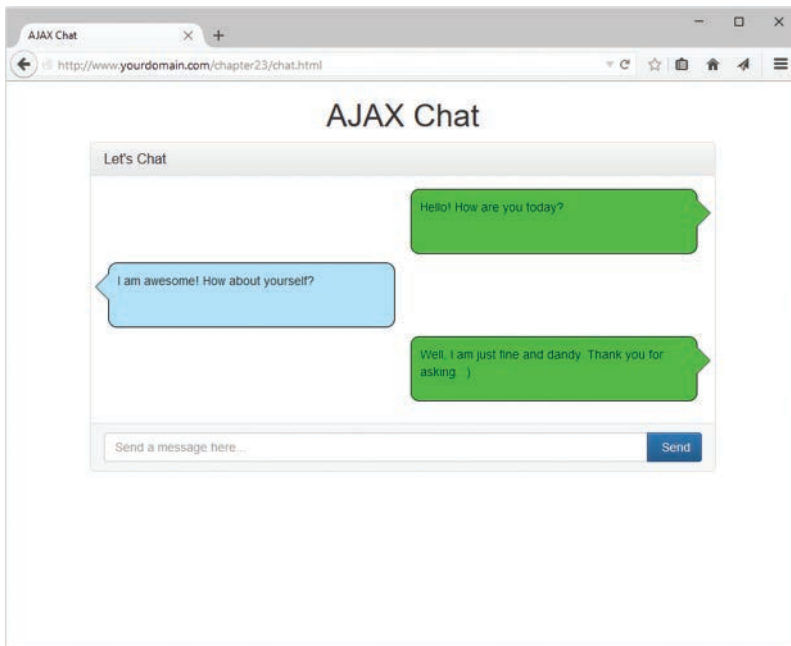 AJAX Chat
http://www.yourdomain.com/chapter23/chat.html
AJAX Chat
Let's Chat
Hello! How are you today?
I am awesome! How about yourself?
Well, I am just fine and dandy. Thank you for
asking. :)
Send a message here...
Send